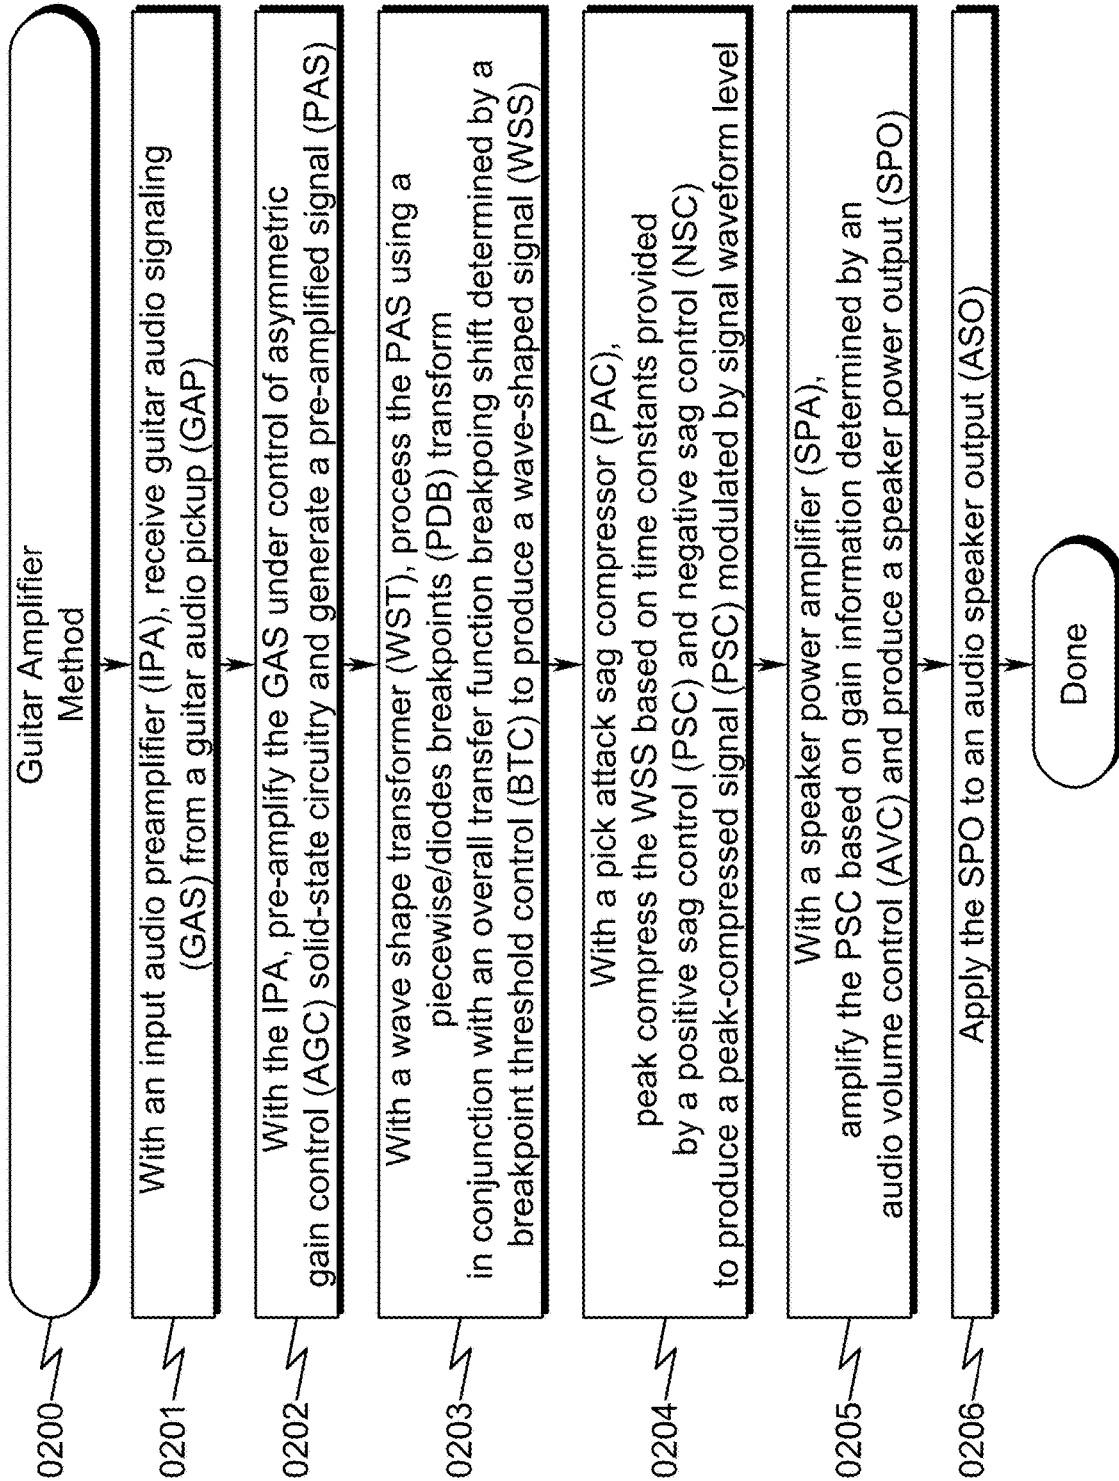 Guitar Amplifier
Method
0200
With an input audio preamplifier (IPA), receive guitar audio signaling
(GAS) from a guitar audio pickup (GAP)
0201
With the IPA, pre-amplify the GAS under control of asymmetric
gain control (AGC) solid-state circuitry and generate a pre-amplified signal (PAS)
0202
With a wave shape transformer (WST), process the PAS using a
piecewise/diodes breakpoints (PDB) transform
in conjunction with an overall transfer function breakpoing shift determined by a
breakpoint threshold control (BTC) to produce a wave-shaped signal (WSS)
0203
With a pick attack sag compressor (PAC),
peak compress the WSS based on time constants provided
by a positive sag control (PSC) and negative sag control (NSC)
to produce a peak-compressed signal (PSC) modulated by signal waveform level
0204
With a speaker power amplifier (SPA),
amplify the PSC based on gain information determined by an
audio volume control (AVC) and produce a speaker power output (SPO)
0205
Apply the SPO to an audio speaker output (ASO)
0206
Done